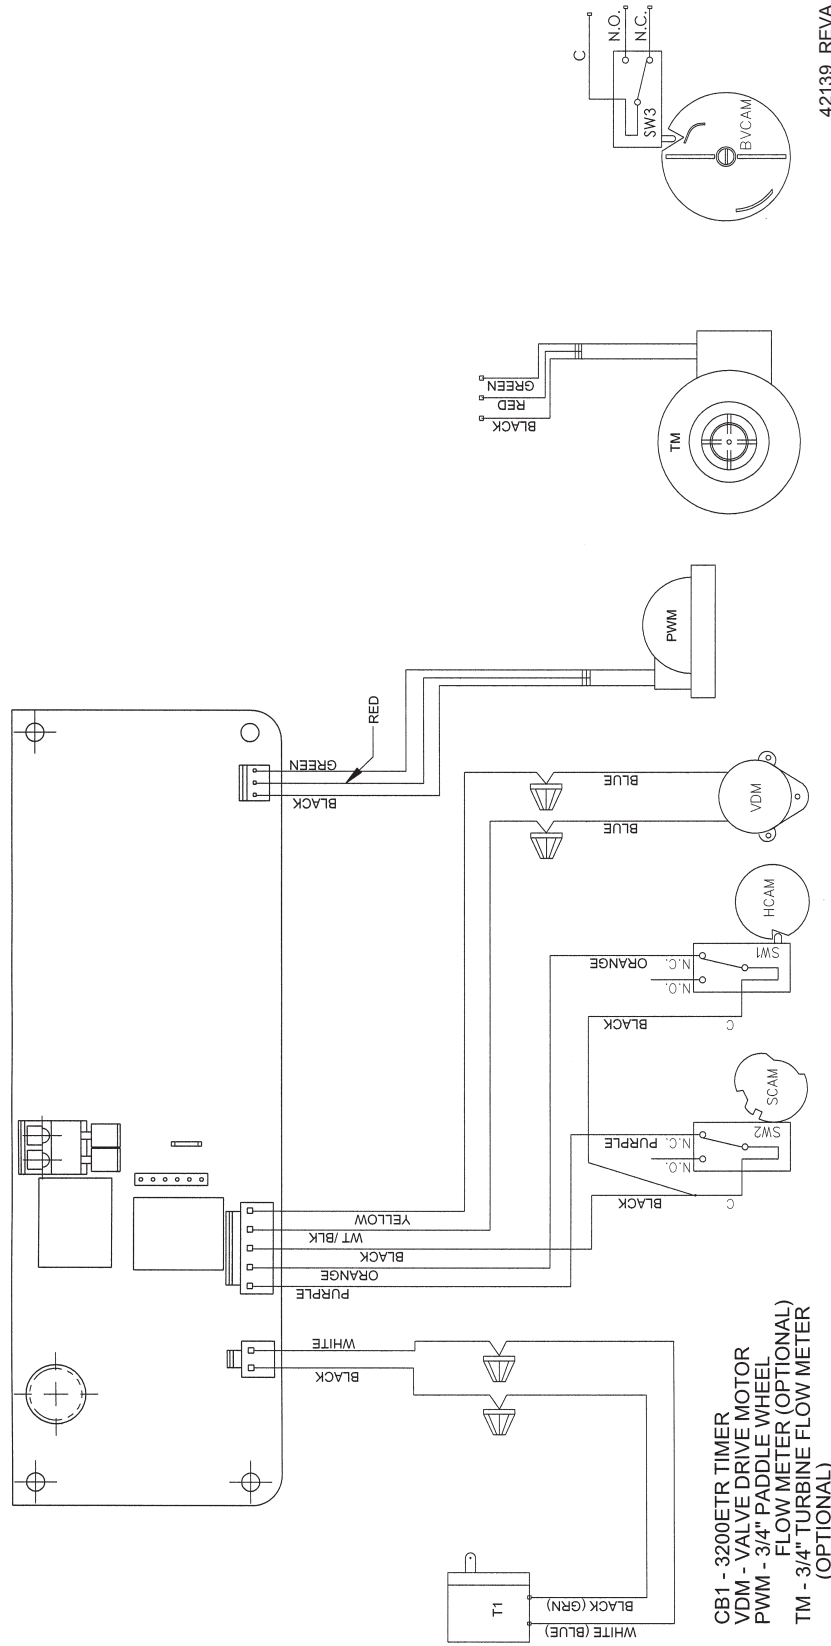 BLACK
WHITE
PURPLE
ORANGE
BLACK
WT/BLK
YELLOW
BLACK
GREEN
RED
T1
WHITE (BLUE)
BLACK (GRN)
BLACK
C
N.O.
N.C.
PURPLE
SW2
SCAM
BLACK
C
N.O.
N.C.
ORANGE
SW1
HCAM
BLUE
BLUE
VDM
PWM
BLACK
RED
GREEN
TM
C
N.O.
N.C.
SW3
BVCAM
CB1 - 3200ETR TIMER
VDM - VALVE DRIVE MOTOR
PWM - 3/4" PADDLE WHEEL
FLOW METER (OPTIONAL)
TM - 3/4" TURBINE FLOW METER
(OPTIONAL)
42139 REVA